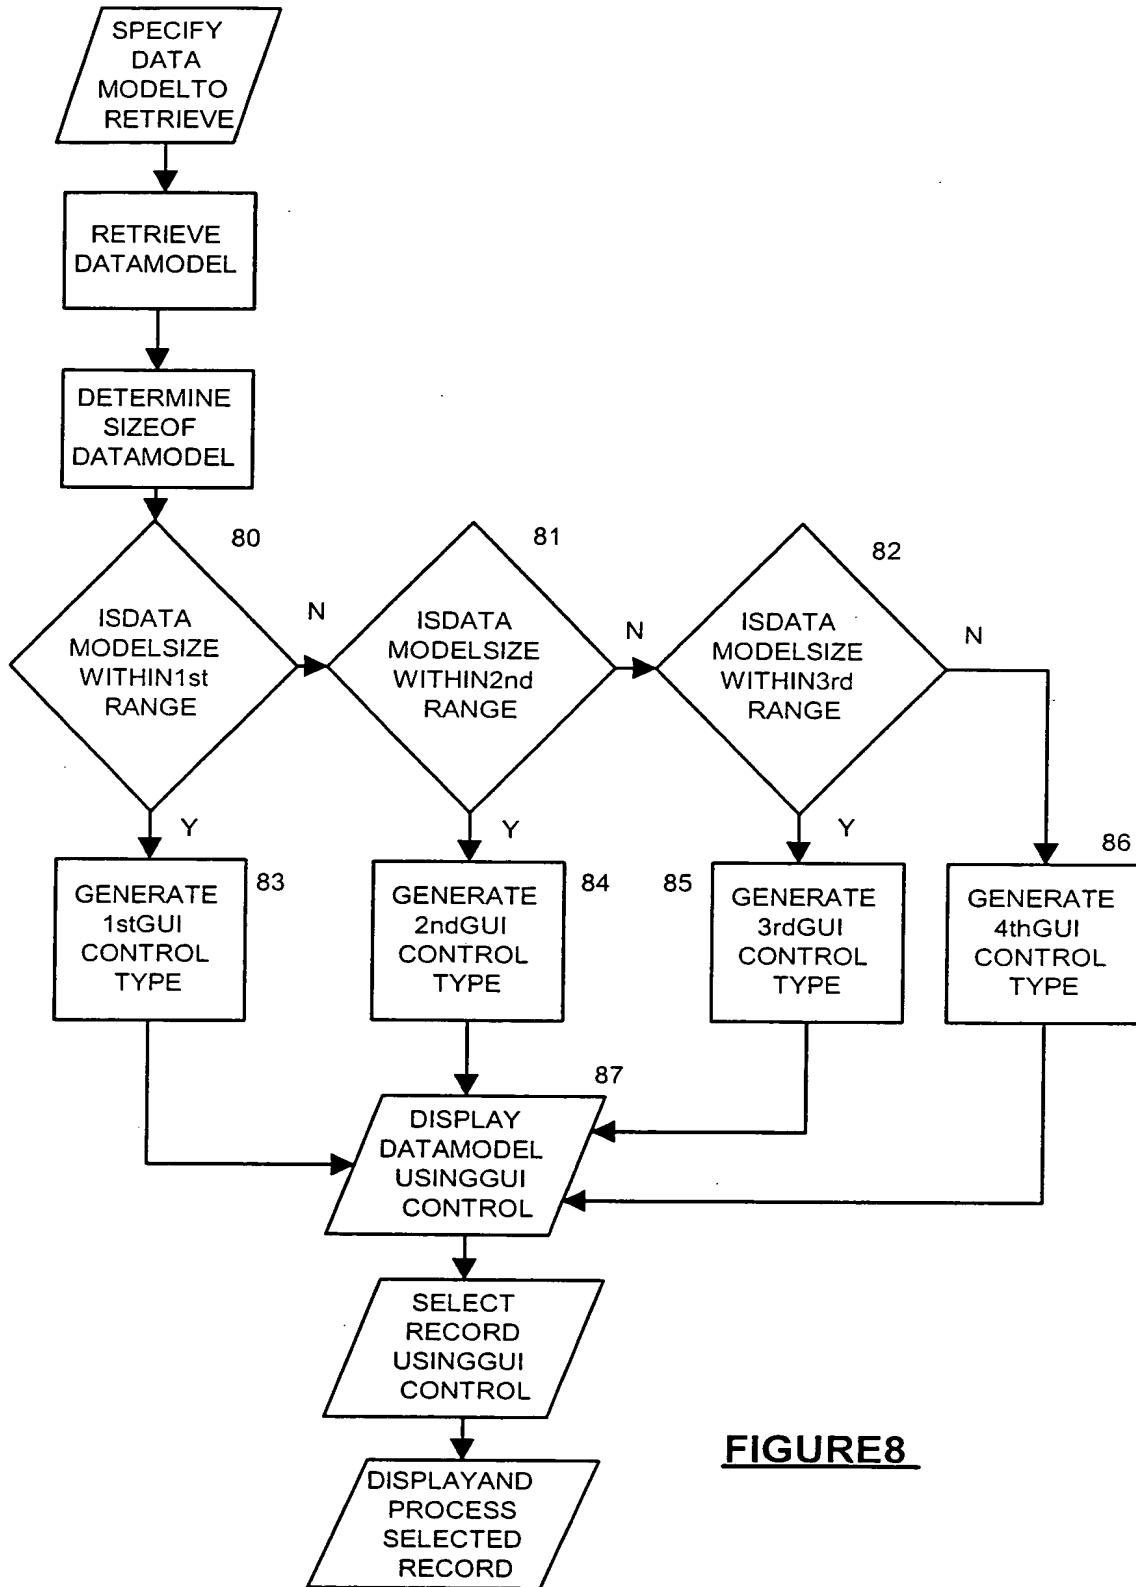 SPECIFY
DATA
MODELTO
RETRIEVE
RETRIEVE
DATAMODEL
DETERMINE
SIZEOF
DATAMODEL
80
ISDATA
MODELSIZE
WITHIN1st
RANGE
N
Y
81
ISDATA
MODELSIZE
WITHIN2nd
RANGE
N
Y
82
ISDATA
MODELSIZE
WITHIN3rd
RANGE
N
Y
GENERATE
1stGUI
CONTROL
TYPE
83
GENERATE
2ndGUI
CONTROL
TYPE
84
85
GENERATE
3rdGUI
CONTROL
TYPE
86
GENERATE
4thGUI
CONTROL
TYPE
87
DISPLAY
DATAMODEL
USINGGUI
CONTROL
SELECT
RECORD
USINGGUI
CONTROL
DISPLAYAND
PROCESS
SELECTED
RECORD
FIGURE8